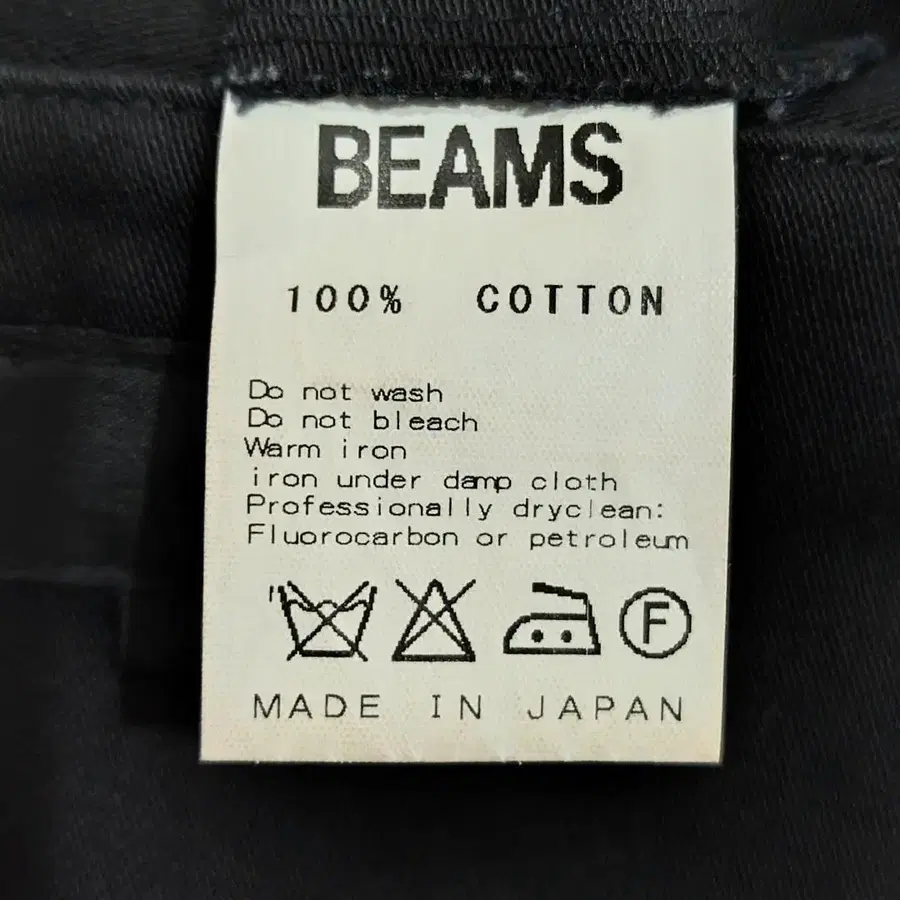 BEAMS
100% COTTON
Do not wash
Do not bleach
Warm iron
iron under damp cloth
Professionally dryclean:
Fluorocarbon or petroleum
F
MADE IN JAPAN